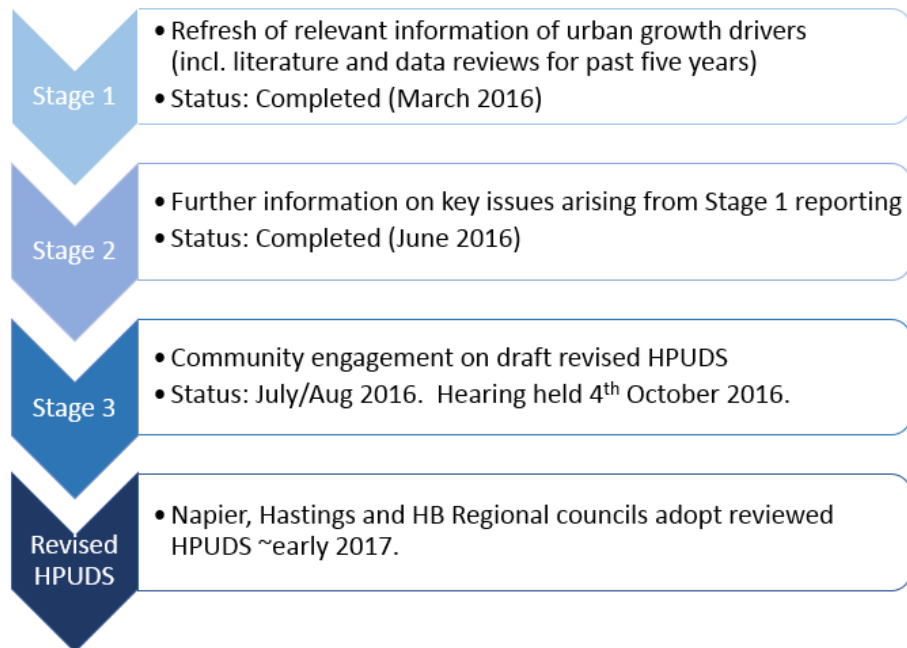 Stage 1
• Refresh of relevant information of urban growth drivers
(incl. literature and data reviews for past five years)
• Status: Completed (March 2016)
Stage 2
• Further information on key issues arising from Stage 1 reporting
• Status: Completed (June 2016)
Stage 3
• Community engagement on draft revised HPUDS
• Status: July/Aug 2016.  Hearing held 4th October 2016.
Revised
HPUDS
• Napier, Hastings and HB Regional councils adopt reviewed
HPUDS ~early 2017.